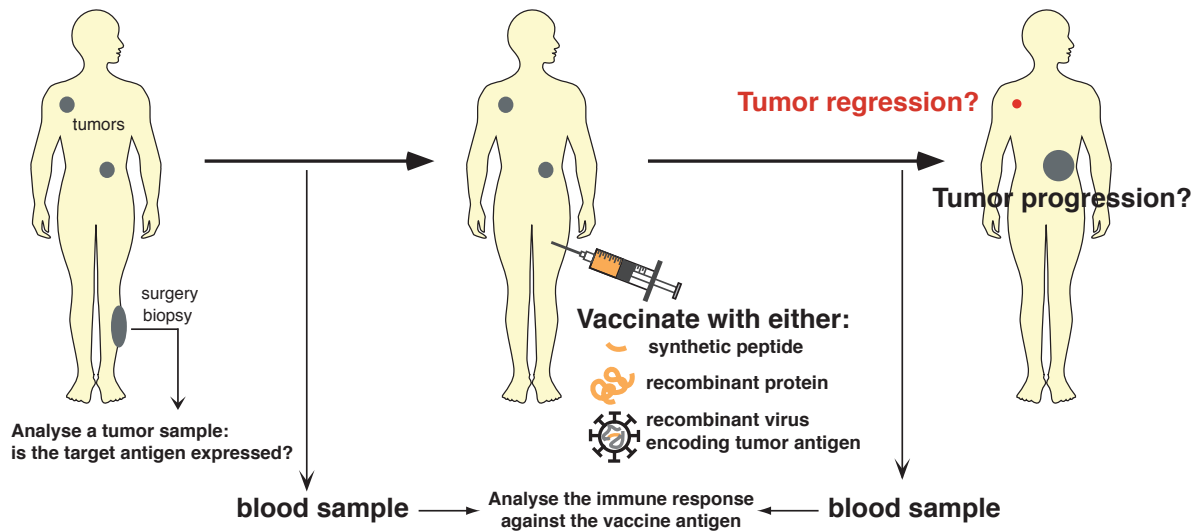 tumors
surgery
biopsy
Analyse a tumor sample:
is the target antigen expressed?
Vaccinate with either:
synthetic peptide
recombinant protein
recombinant virus
encoding tumor antigen
Tumor regression?
Tumor progression?
blood sample
Analyse the immune response
against the vaccine antigen
blood sample